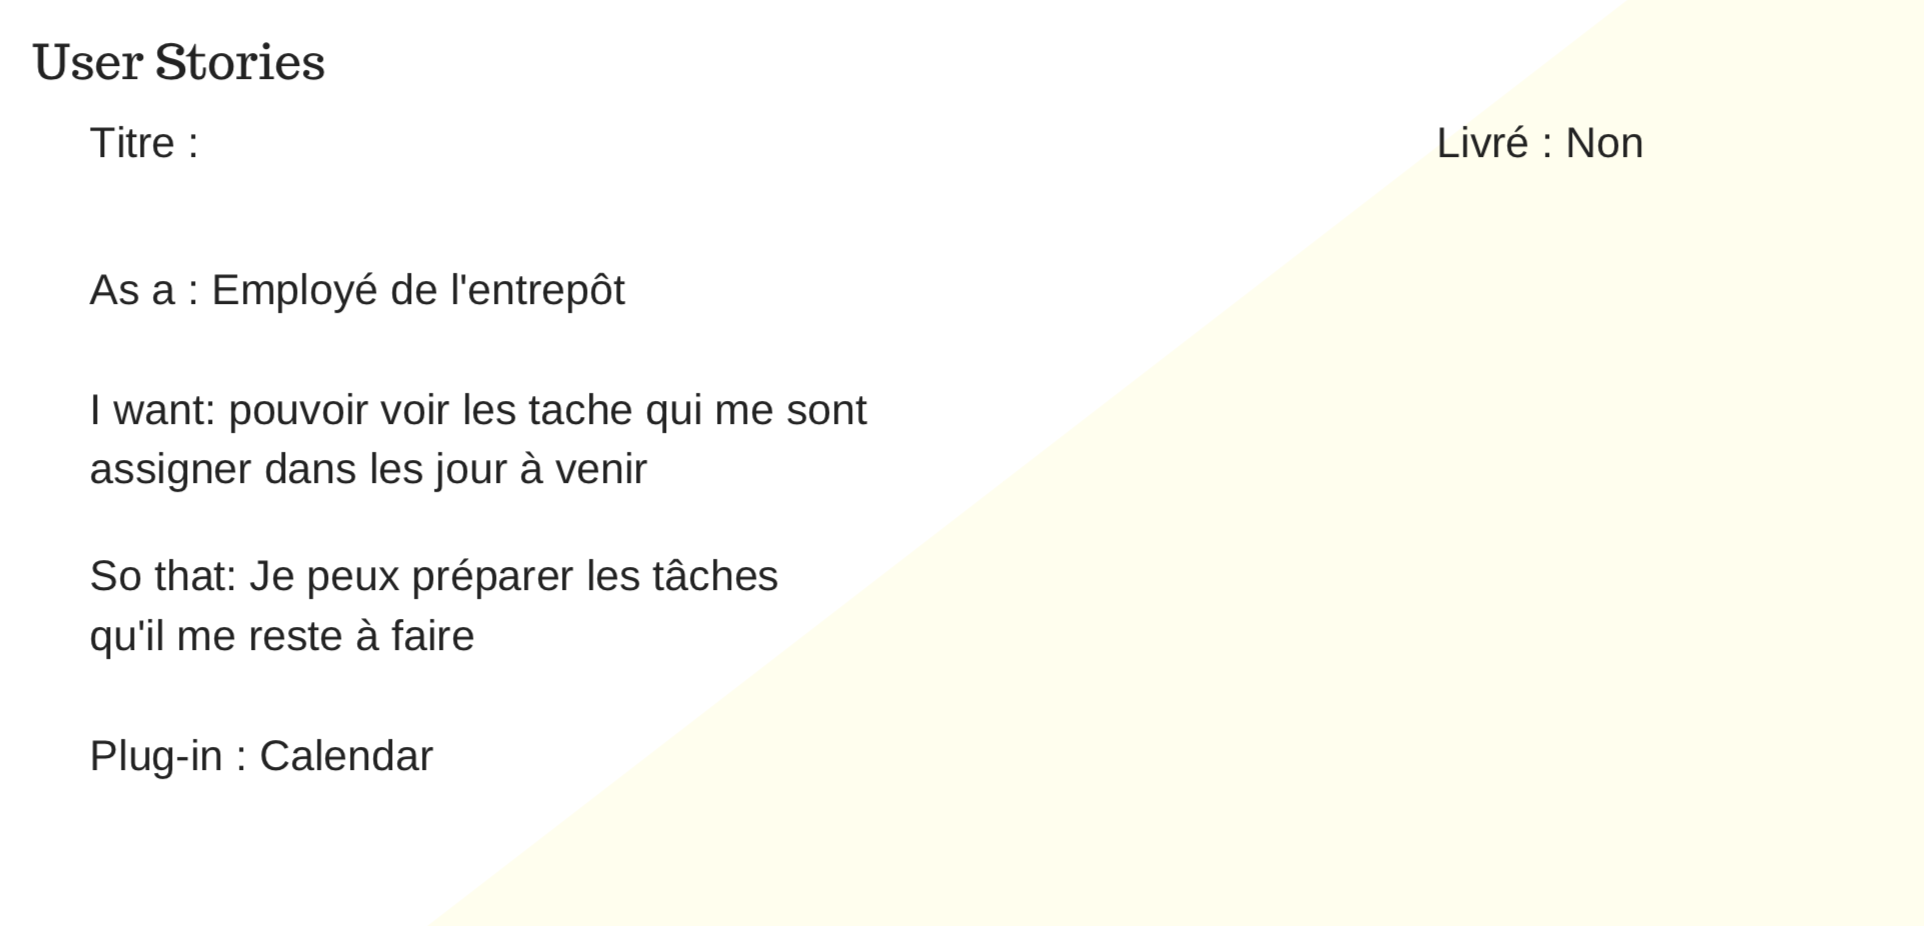 User Stories
Titre :
Livré : Non
As a : Employé de l'entrepôt
I want: pouvoir voir les tache qui me sont
assigner dans les jour à venir
So that: Je peux préparer les tâches
qu'il me reste à faire
Plug-in : Calendar